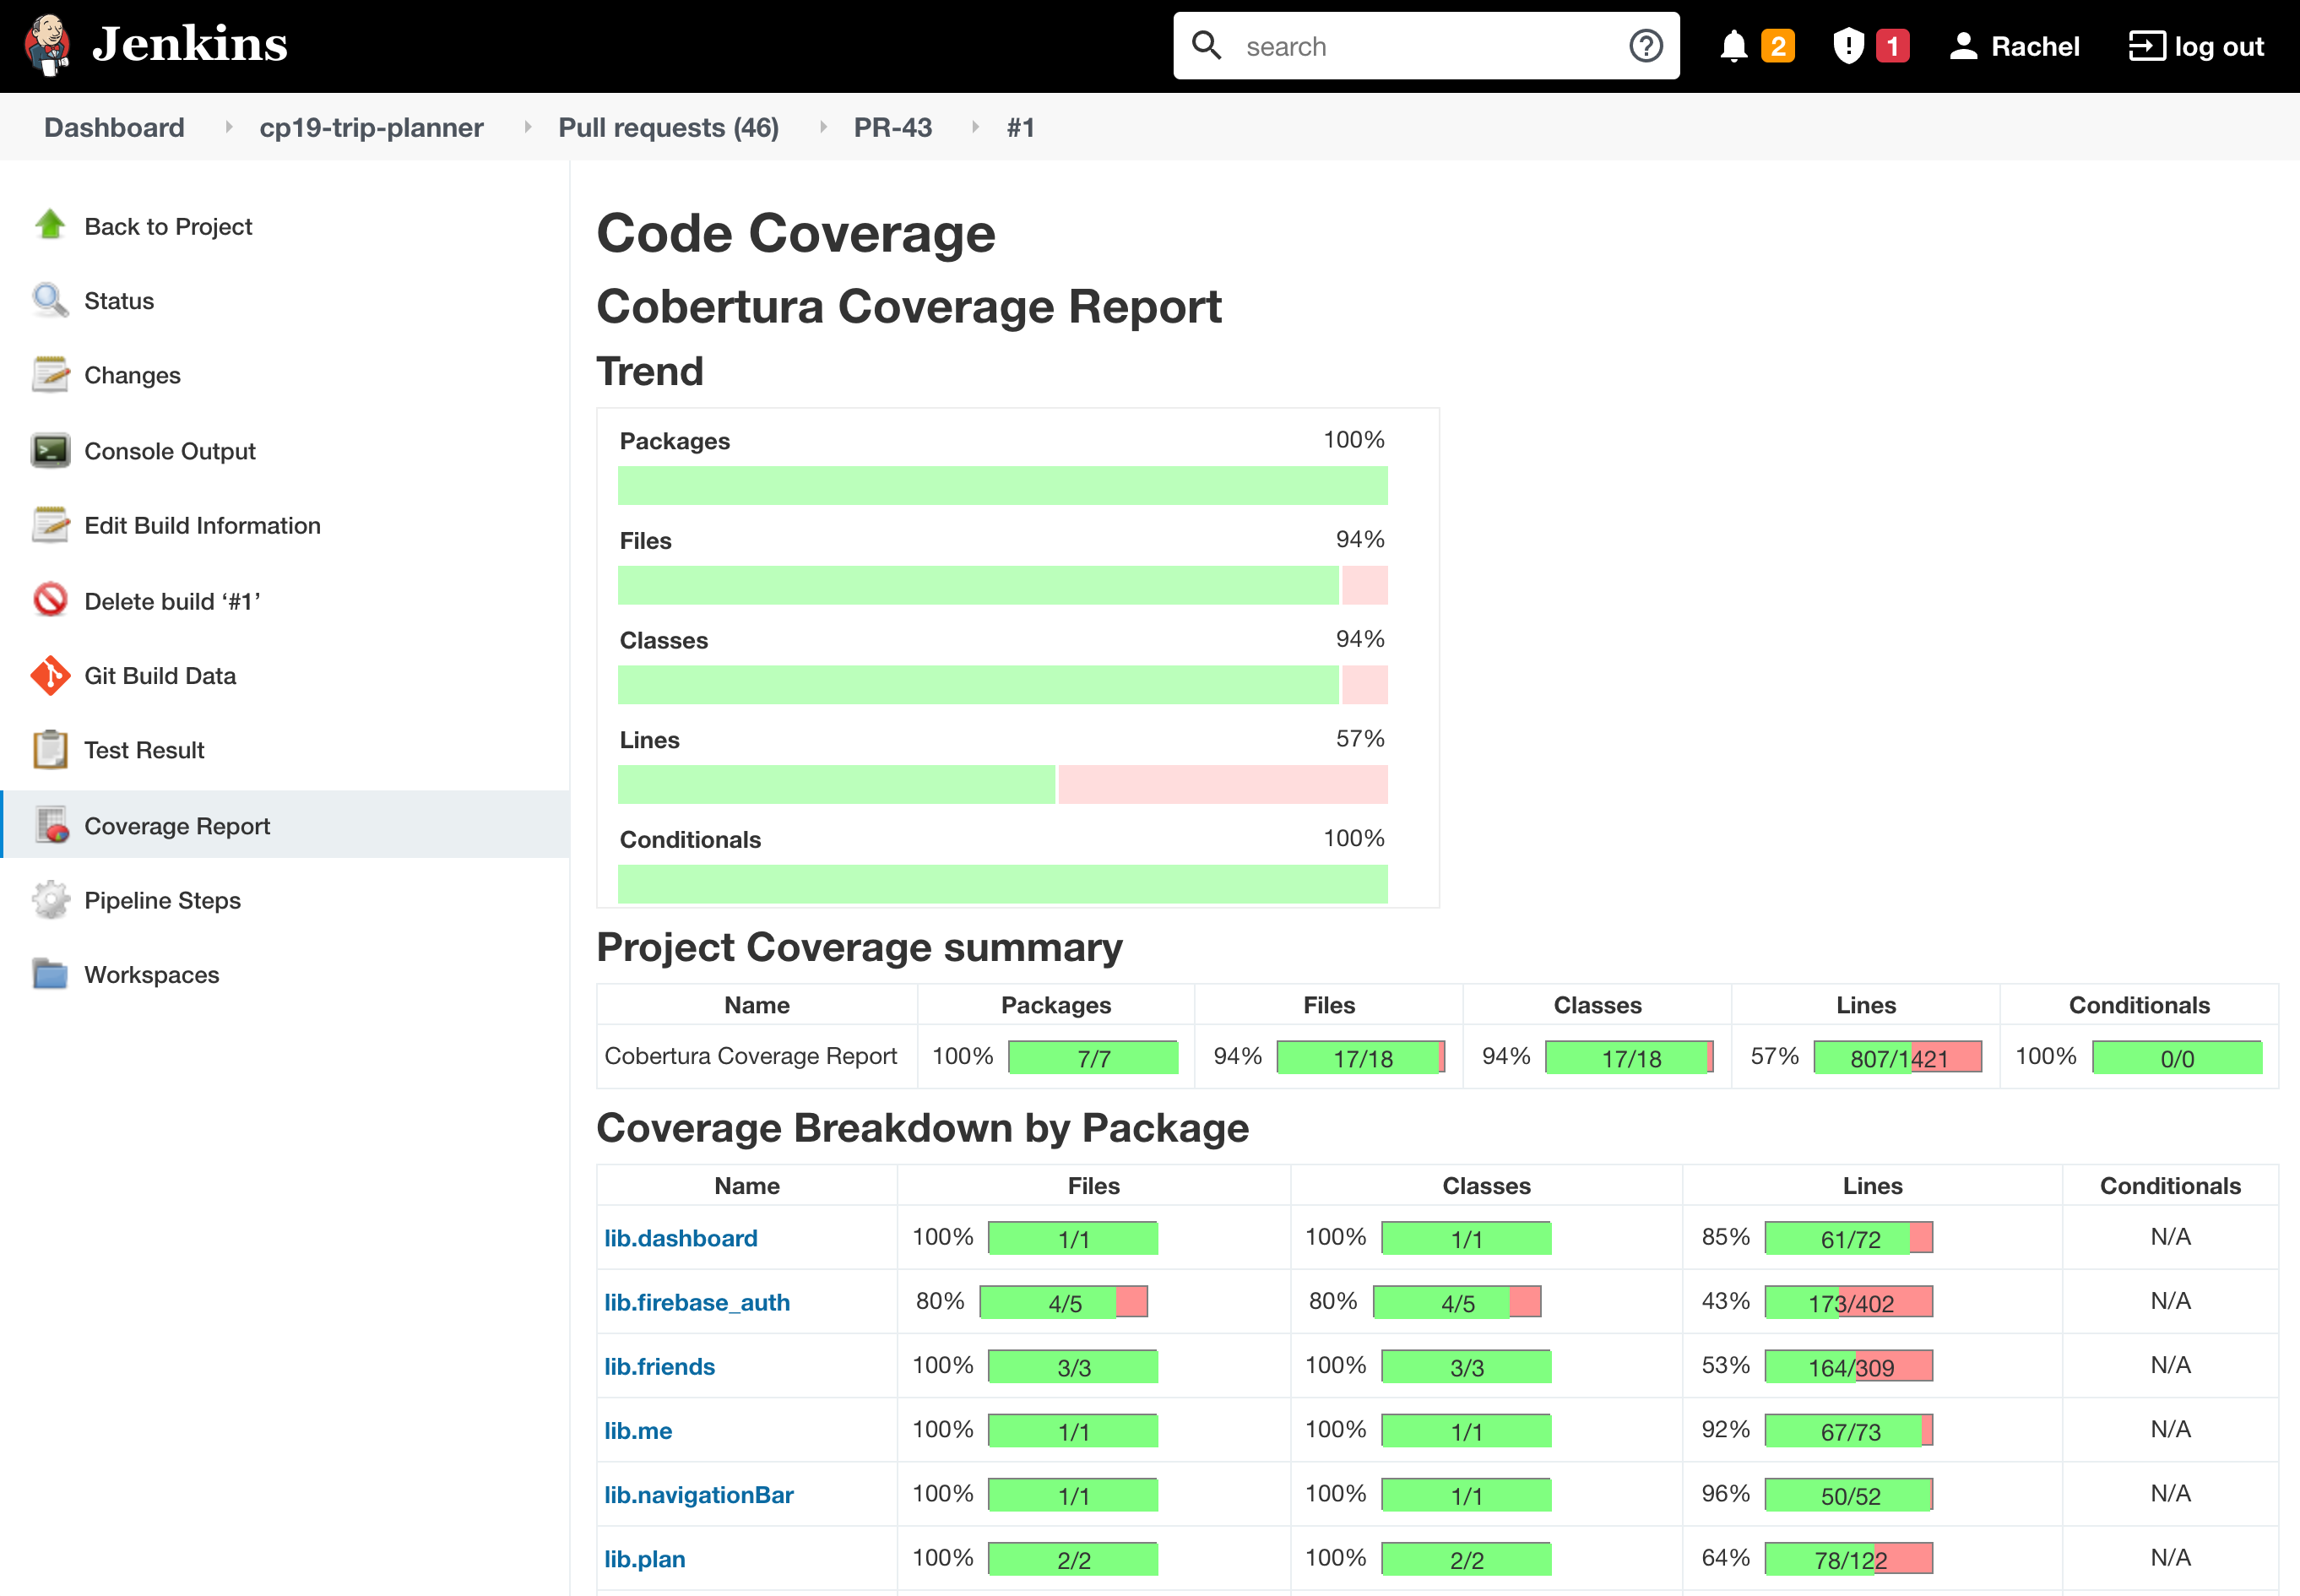 Jenkins search 2 1 Rachel log out
Dashboard cp19-trip-planner Pull requests (46) PR-43 #1
Back to Project
Status
Changes
Console Output
Edit Build Information
Delete build ‘#1’
Git Build Data
Test Result
Coverage Report
Pipeline Steps
Workspaces
Code Coverage
Cobertura Coverage Report
Trend
Packages 100%
Files 94%
Classes 94%
Lines 57%
Conditionals 100%
Project Coverage summary
Name Packages Files Classes Lines Conditionals
Cobertura Coverage Report 100% 7/7 94% 17/18 94% 17/18 57% 807/1421 100% 0/0
Coverage Breakdown by Package
Name Files Classes Lines Conditionals
lib.dashboard 100% 1/1 100% 1/1 85% 61/72 N/A
lib.firebase_auth 80% 4/5 80% 4/5 43% 173/402 N/A
lib.friends 100% 3/3 100% 3/3 53% 164/309 N/A
lib.me 100% 1/1 100% 1/1 92% 67/73 N/A
lib.navigationBar 100% 1/1 100% 1/1 96% 50/52 N/A
lib.plan 100% 2/2 100% 2/2 64% 78/122 N/A